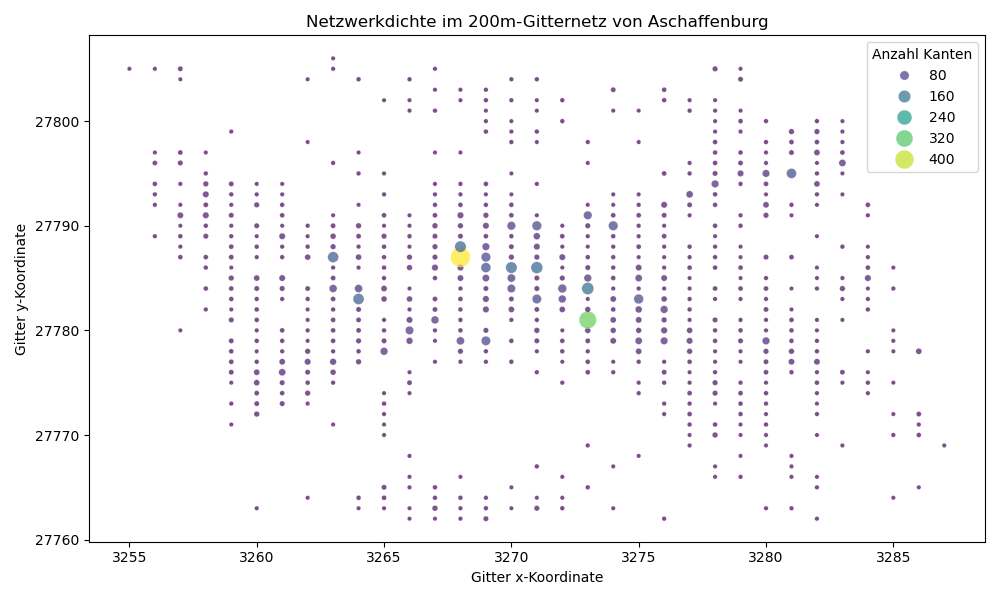 Netzwerkdichte im 200m-Gitternetz von Aschaffenburg
Anzahl Kanten
80
160
240
320
400
Gitter y-Koordinate
27800
27790
27780
27770
27760
3255 3260 3265 3270 3275 3280 3285
Gitter x-Koordinate